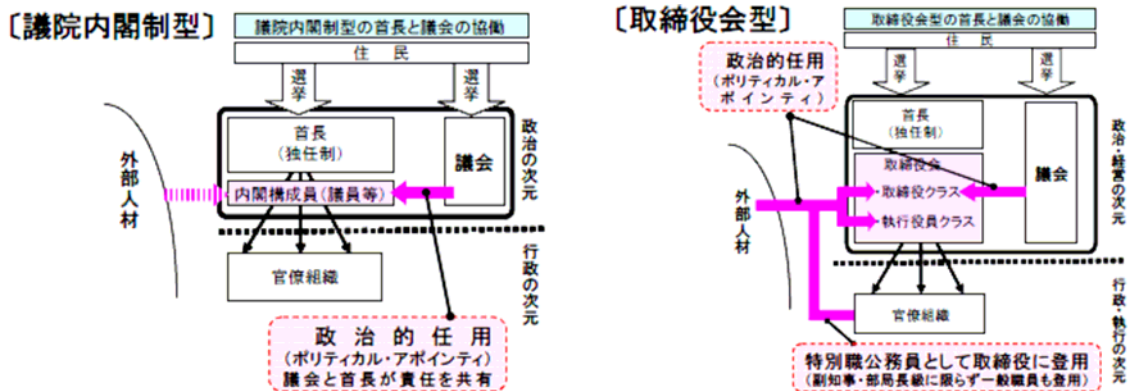 〔議院内閣制型〕
議院内閣制型の首長と議会の協働
住 民
選挙
選挙
首長
(独任制)
議会
政治の次元
外部人材
内閣構成員(議員等)
行政の次元
官僚組織
政 治 的 任 用
(ポリティカル・アポインティ)
議会と首長が責任を共有
〔取締役会型〕
取締役会型の首長と議会の協働
住 民
政治的任用
(ポリティカル・ア
ポインティ)
選挙
選挙
首長
(独任制)
議会
政治・経営の次元
取締役会
・取締役クラス
・執行役員クラス
外部人材
行政・執行の次元
官僚組織
特別職公務員として取締役に登用
(副知事・部局長級に限らず一般職員も登用)